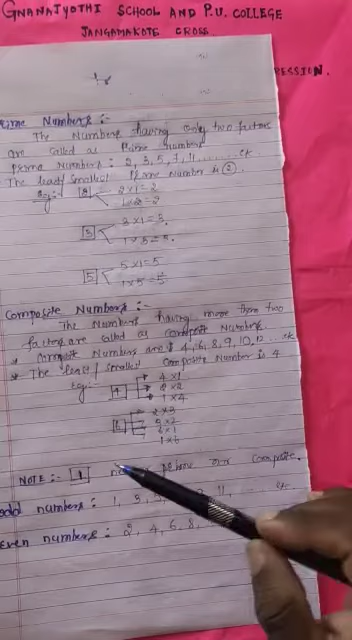 GNANAJYOTHI SCHOOL AND P.U. COLLEGE
JANGAMAKOTE CROSS
ESSION.
Prime Numbers :-
The Numbers having only two factors
are called as Prime numbers
prime Numbers : 2, 3, 5, 7, 11, ...... etc
The least/smallest Prime Number is 2.
Eg:- 2 2×1=2
1×2=2
3 3×1=3.
5 5×1=5
1×5=5
Composite Numbers :-
The Numbers having more than two
factors are called as Numbers.
Numbers are 4, 6, 8, 9, 10, 12 ... etc
* The least/smallest Composite Number is 4
Eg:- 4 4×1
2×2
1×4
6 2×3
3×2
6×1
1×6
NOTE :- 1 composite.
odd numbers : 1, 3, 11, ... etc
Even numbers : 2, 4, 6, 8,